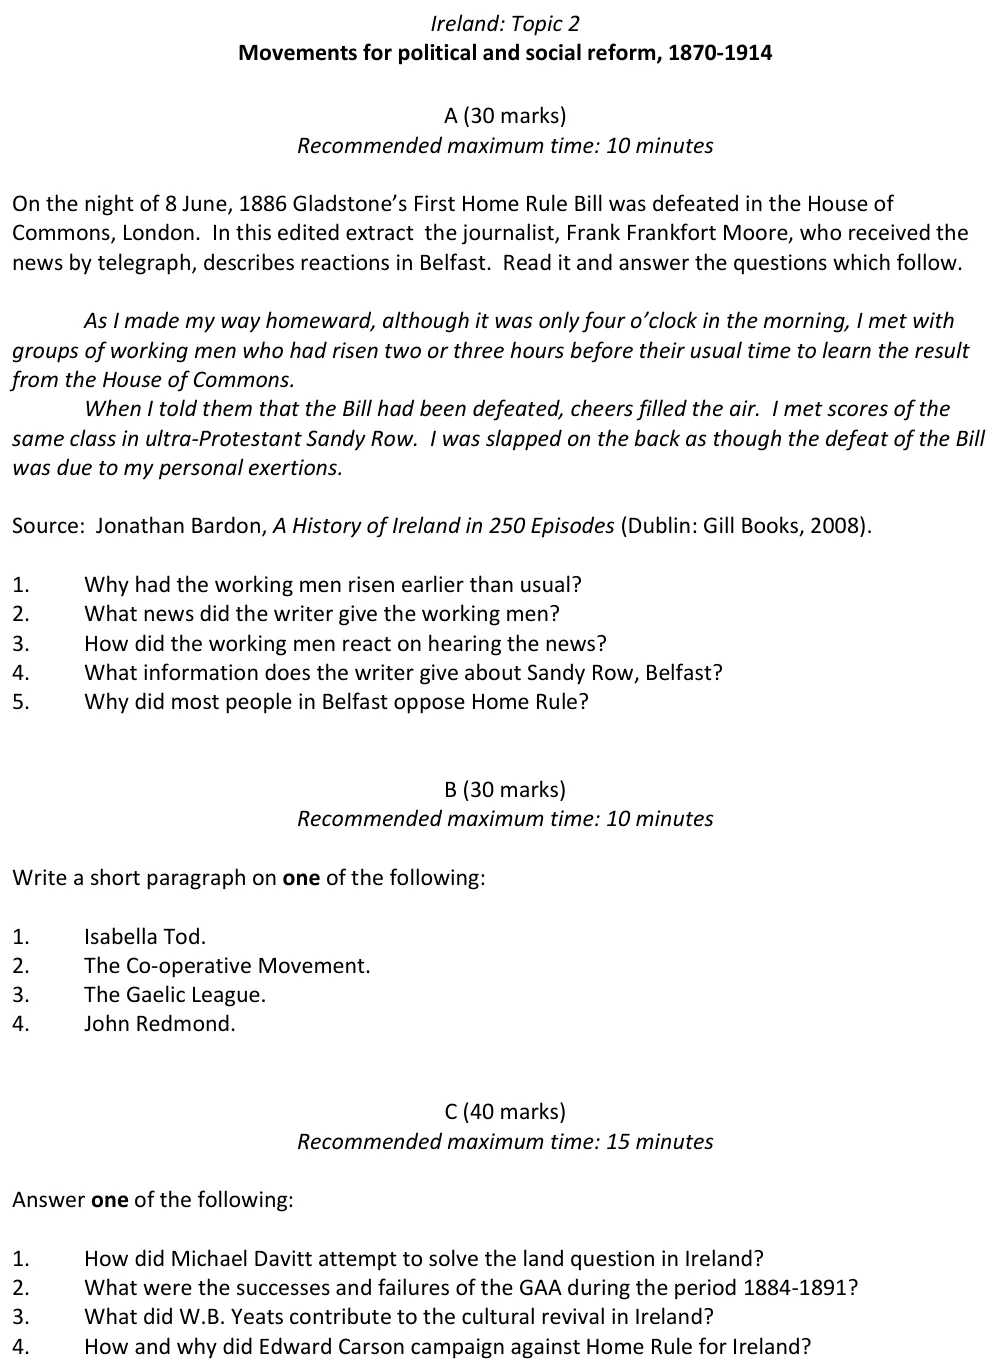 Ireland: Topic 2
Movements for political and social reform, 1870-1914
A (30 marks)
Recommended maximum time: 10 minutes
On the night of 8 June, 1886 Gladstone’s First Home Rule Bill was defeated in the House of
Commons, London.  In this edited extract  the journalist, Frank Frankfort Moore, who received the
news by telegraph, describes reactions in Belfast.  Read it and answer the questions which follow.
As I made my way homeward, although it was only four o’clock in the morning, I met with
groups of working men who had risen two or three hours before their usual time to learn the result
from the House of Commons.
When I told them that the Bill had been defeated, cheers filled the air.  I met scores of the
same class in ultra-Protestant Sandy Row.  I was slapped on the back as though the defeat of the Bill
was due to my personal exertions.
Source:  Jonathan Bardon, A History of Ireland in 250 Episodes (Dublin: Gill Books, 2008).
1. Why had the working men risen earlier than usual?
2. What news did the writer give the working men?
3. How did the working men react on hearing the news?
4. What information does the writer give about Sandy Row, Belfast?
5. Why did most people in Belfast oppose Home Rule?
B (30 marks)
Recommended maximum time: 10 minutes
Write a short paragraph on one of the following:
1. Isabella Tod.
2. The Co-operative Movement.
3. The Gaelic League.
4. John Redmond.
C (40 marks)
Recommended maximum time: 15 minutes
Answer one of the following:
1. How did Michael Davitt attempt to solve the land question in Ireland?
2. What were the successes and failures of the GAA during the period 1884-1891?
3. What did W.B. Yeats contribute to the cultural revival in Ireland?
4. How and why did Edward Carson campaign against Home Rule for Ireland?